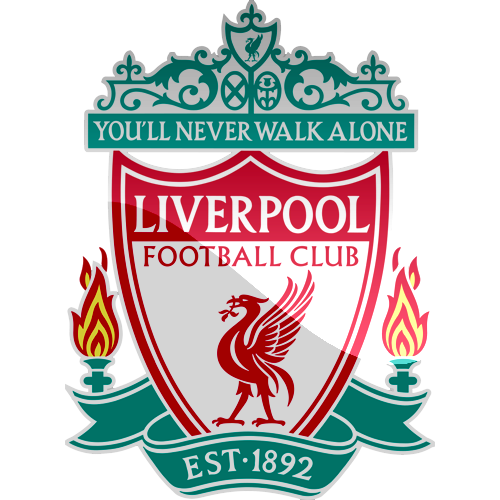 YOU'LL NEVER WALK ALONE
LIVERPOOL
FOOTBALL CLUB
EST·1892